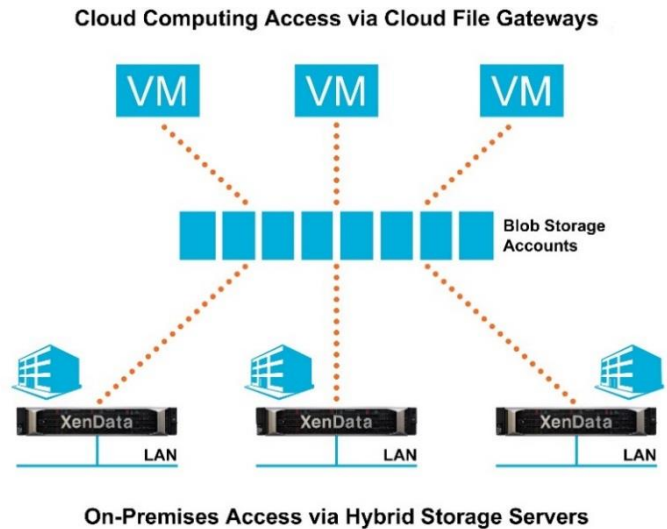 Cloud Computing Access via Cloud File Gateways
VM VM VM
Blob Storage
Accounts
XenData XenData XenData
LAN LAN LAN
On-Premises Access via Hybrid Storage Servers